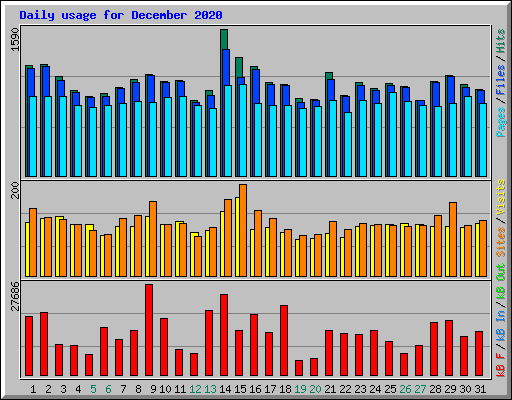 Daily usage for December 2020
1590
Pages / Files / Hits
200
Sites / Visits
27686
kB F / kB In / kB Out
1 2 3 4 5 6 7 8 9 10 11 12 13 14 15 16 17 18 19 20 21 22 23 24 25 26 27 28 29 30 31